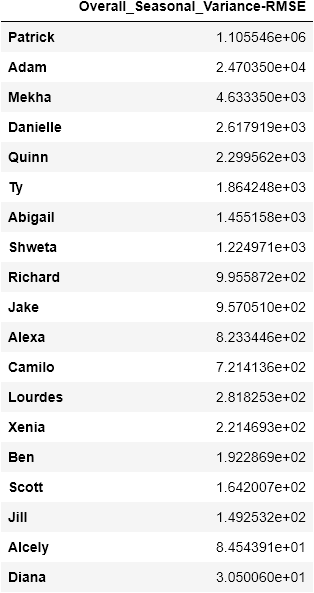 Overall_Seasonal_Variance-RMSE
Patrick 1.105546e+06
Adam 2.470350e+04
Mekha 4.633350e+03
Danielle 2.617919e+03
Quinn 2.299562e+03
Ty 1.864248e+03
Abigail 1.455158e+03
Shweta 1.224971e+03
Richard 9.955872e+02
Jake 9.570510e+02
Alexa 8.233446e+02
Camilo 7.214136e+02
Lourdes 2.818253e+02
Xenia 2.214693e+02
Ben 1.922869e+02
Scott 1.642007e+02
Jill 1.492532e+02
Alcely 8.454391e+01
Diana 3.050060e+01